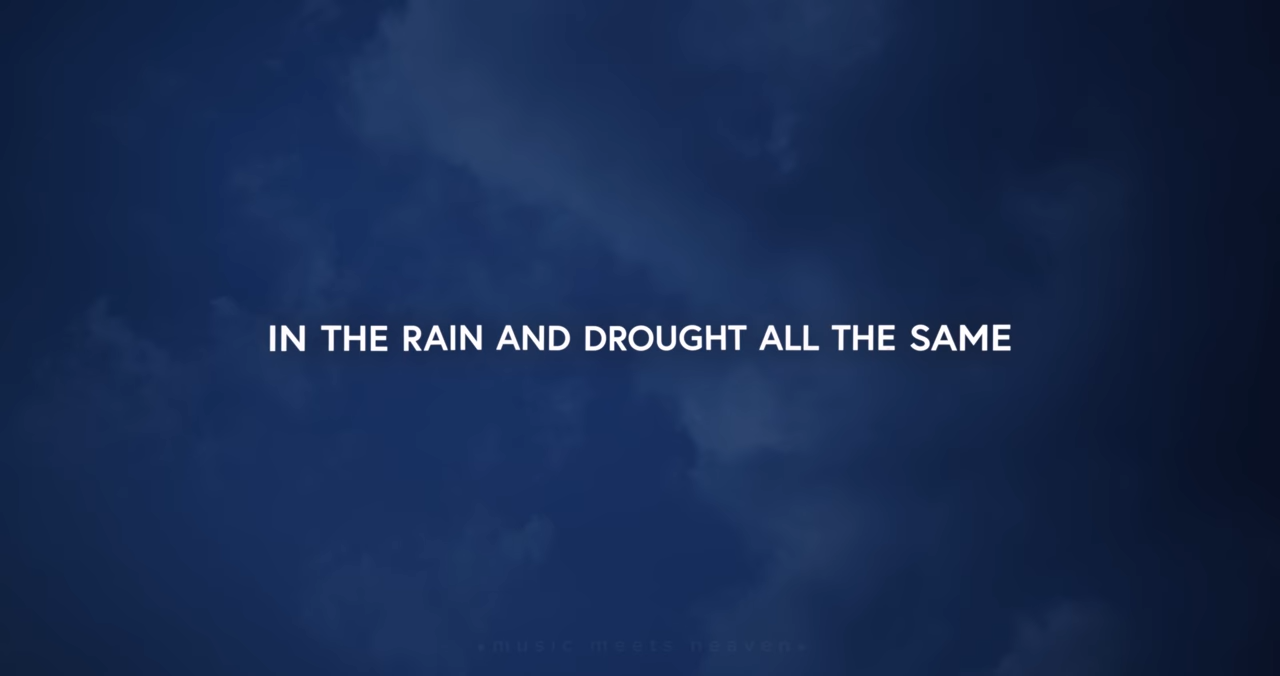 IN THE RAIN AND DROUGHT ALL THE SAME
•music meets heaven•